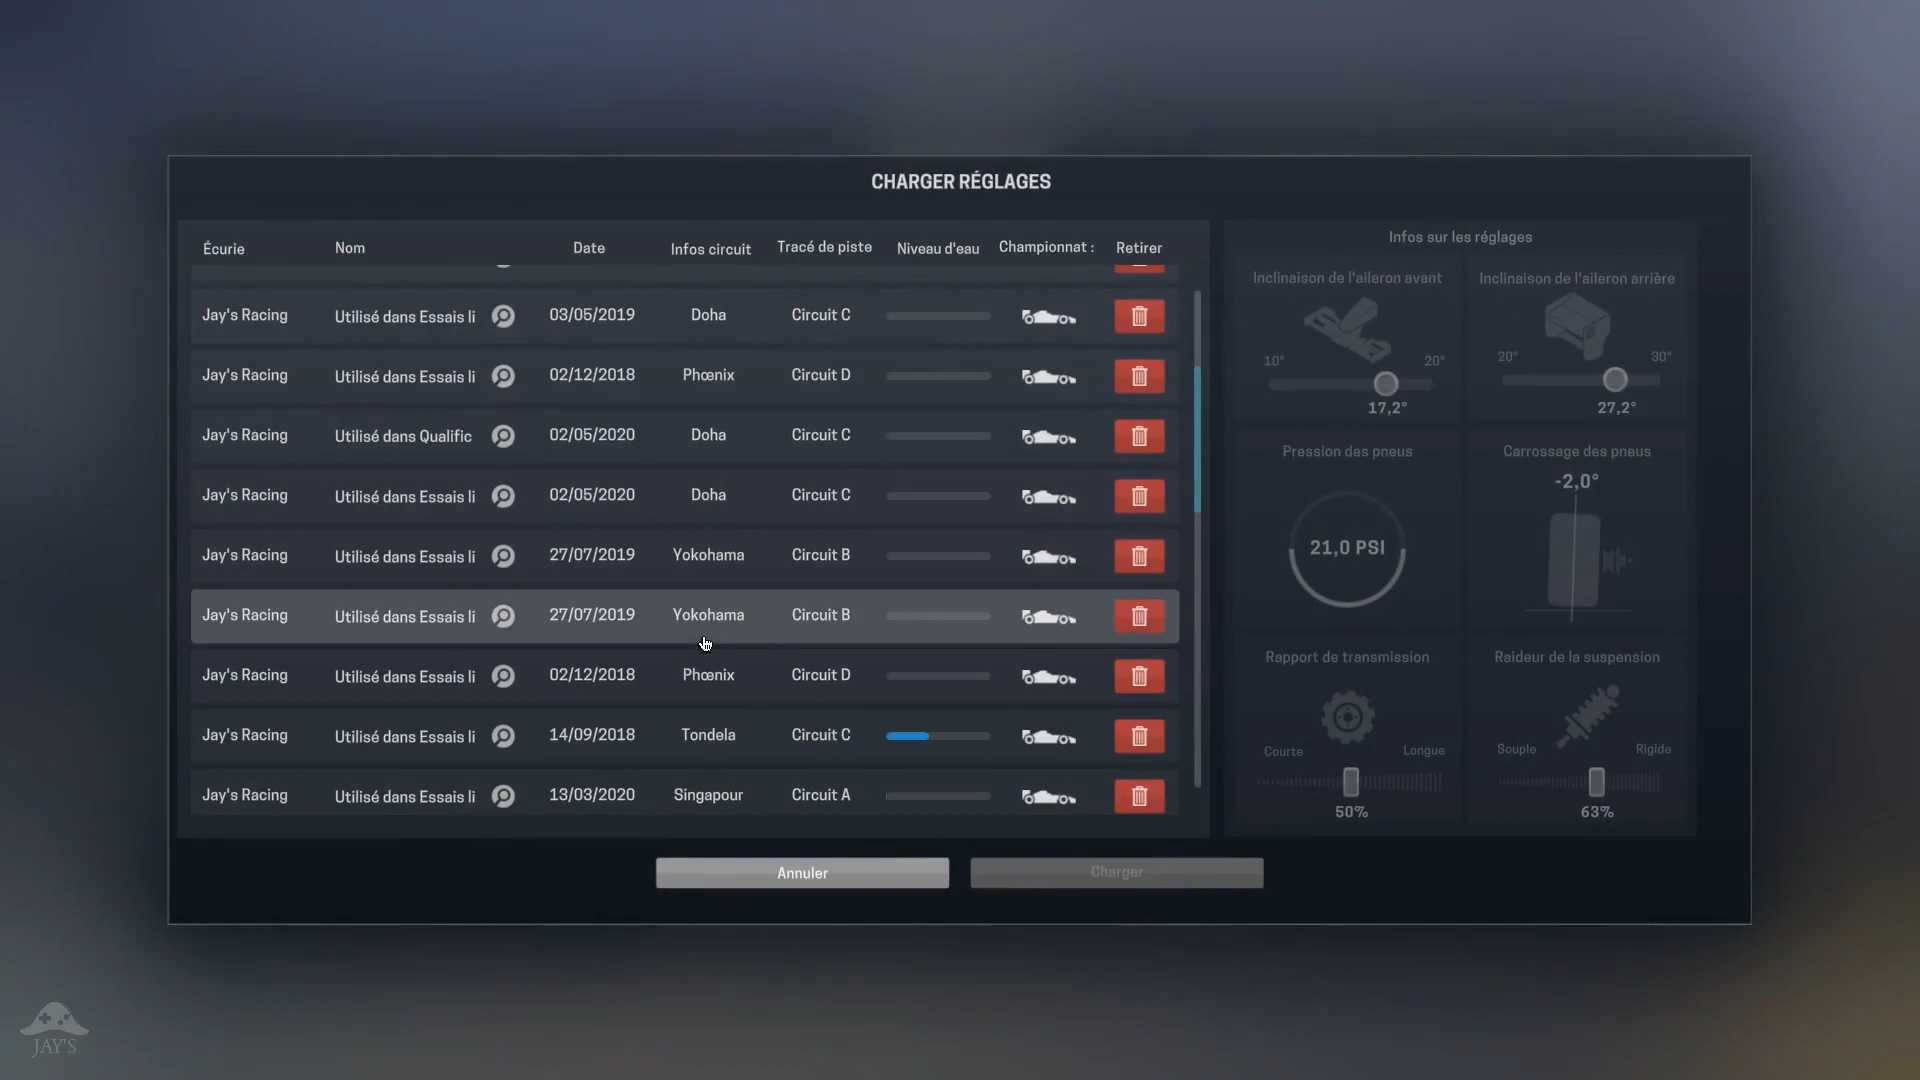 CHARGER RÉGLAGES
Écurie Nom Date Infos circuit Tracé de piste Niveau d'eau Championnat : Retirer
Jay's Racing Utilisé dans Essais li 03/05/2019 Doha Circuit C
Jay's Racing Utilisé dans Essais li 02/12/2018 Phœnix Circuit D
Jay's Racing Utilisé dans Qualific 02/05/2020 Doha Circuit C
Jay's Racing Utilisé dans Essais li 02/05/2020 Doha Circuit C
Jay's Racing Utilisé dans Essais li 27/07/2019 Yokohama Circuit B
Jay's Racing Utilisé dans Essais li 27/07/2019 Yokohama Circuit B
Jay's Racing Utilisé dans Essais li 02/12/2018 Phœnix Circuit D
Jay's Racing Utilisé dans Essais li 14/09/2018 Tondela Circuit C
Jay's Racing Utilisé dans Essais li 13/03/2020 Singapour Circuit A
Infos sur les réglages
Inclinaison de l'aileron avant Inclinaison de l'aileron arrière
10° 20° 20° 30°
17,2° 27,2°
Pression des pneus Carrossage des pneus
-2,0°
21,0 PSI
Rapport de transmission Raideur de la suspension
Courte Longue Souple Rigide
50% 63%
Annuler Charger
JAY'S